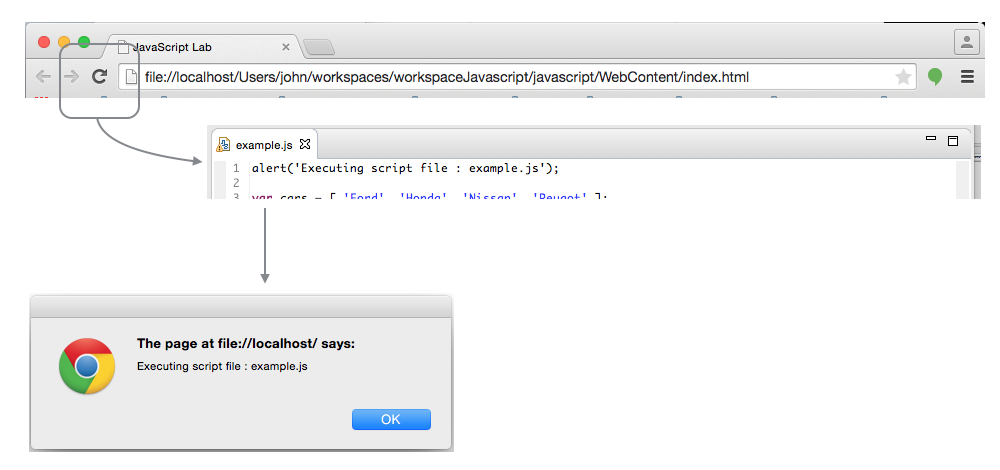 JavaScript Lab
file://localhost/Users/john/workspaces/workspaceJavascript/javascript/WebContent/index.html
example.js
1 alert('Executing script file : example.js');
2
3 var cars = [ 'Ford', 'Honda', 'Nissan', 'Peugot' ];
The page at file://localhost/ says:
Executing script file : example.js
OK